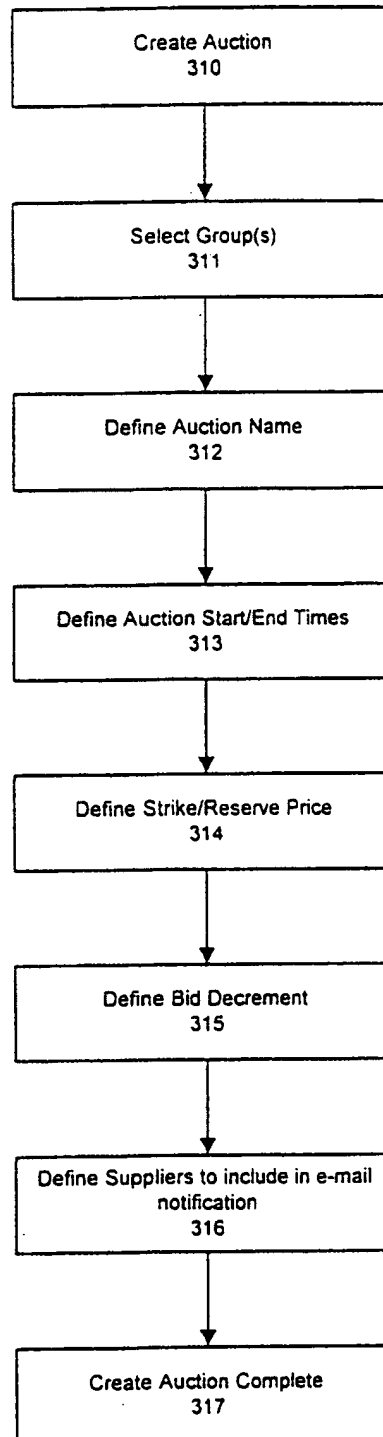 Create Auction
310
Select Group(s)
311
Define Auction Name
312
Define Auction Start/End Times
313
Define Strike/Reserve Price
314
Define Bid Decrement
315
Define Suppliers to include in e-mail
notification
316
Create Auction Complete
317